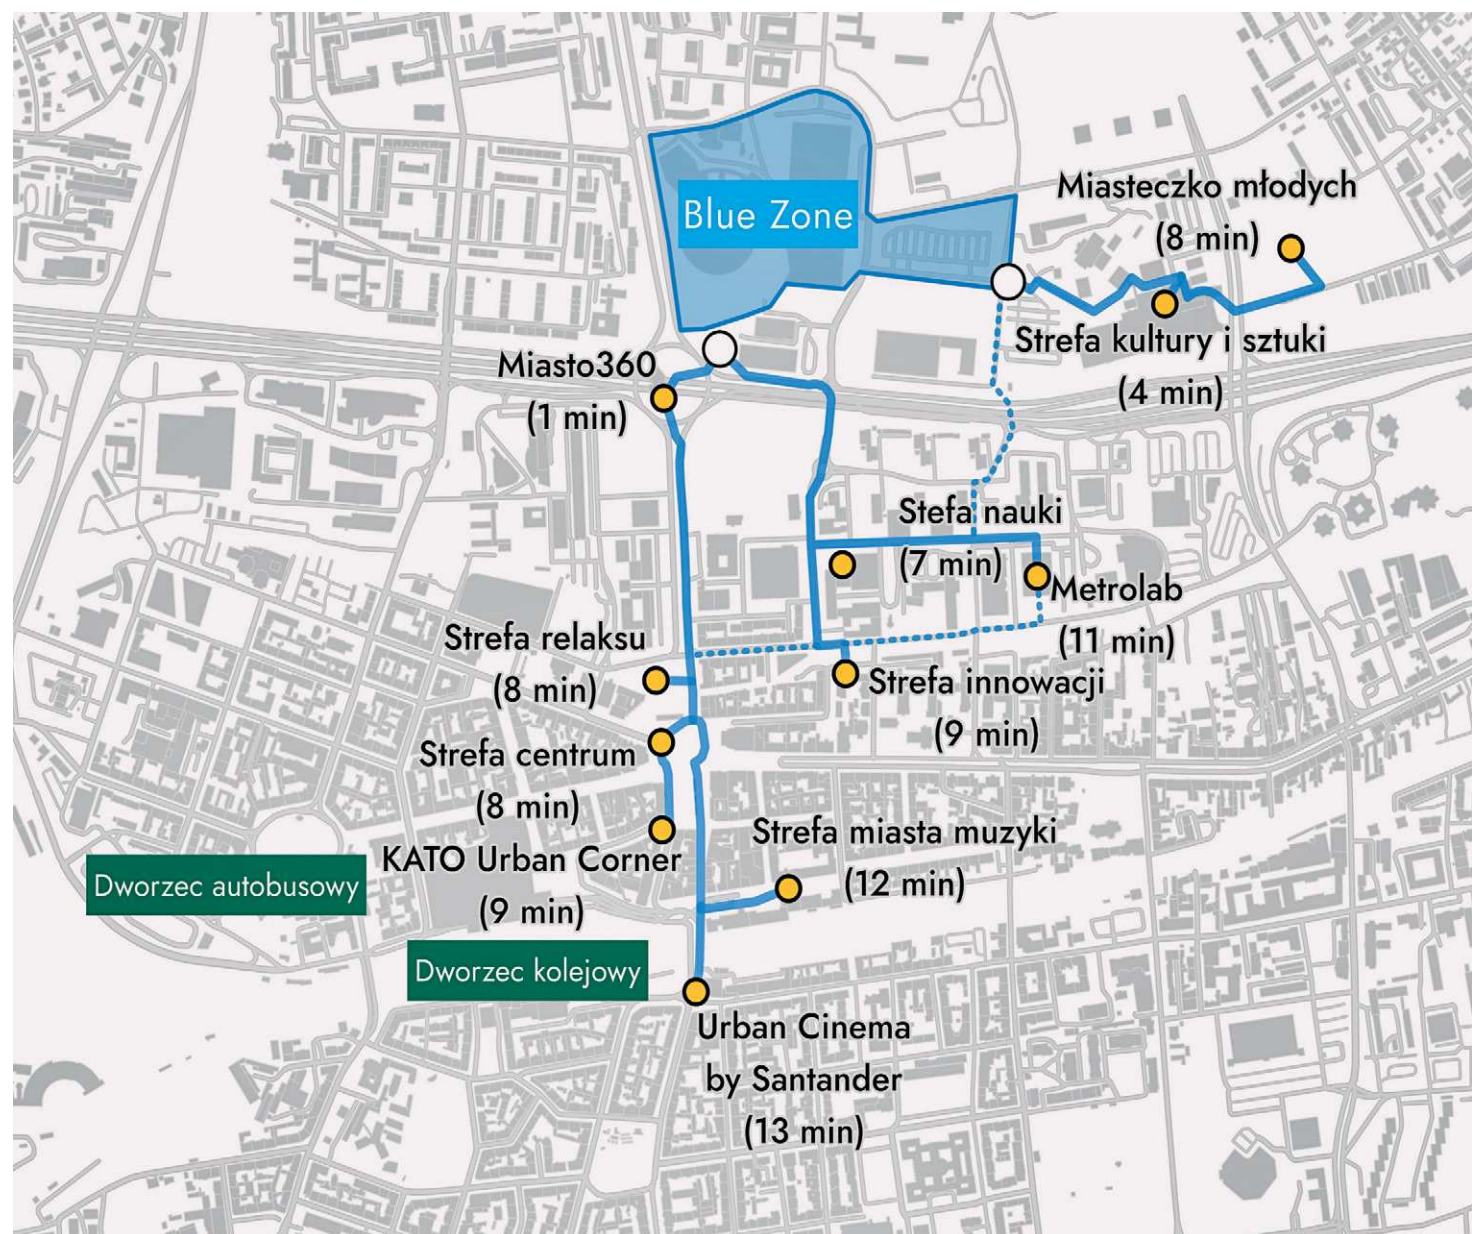 Blue Zone
Miasteczko młodych
(8 min)
Strefa kultury i sztuki
(4 min)
Miasto360
(1 min)
Stefa nauki
(7 min)
Metrolab
(11 min)
Strefa relaksu
(8 min)
Strefa innowacji
(9 min)
Strefa centrum
(8 min)
Strefa miasta muzyki
(12 min)
KATO Urban Corner
(9 min)
Dworzec autobusowy
Dworzec kolejowy
Urban Cinema
by Santander
(13 min)